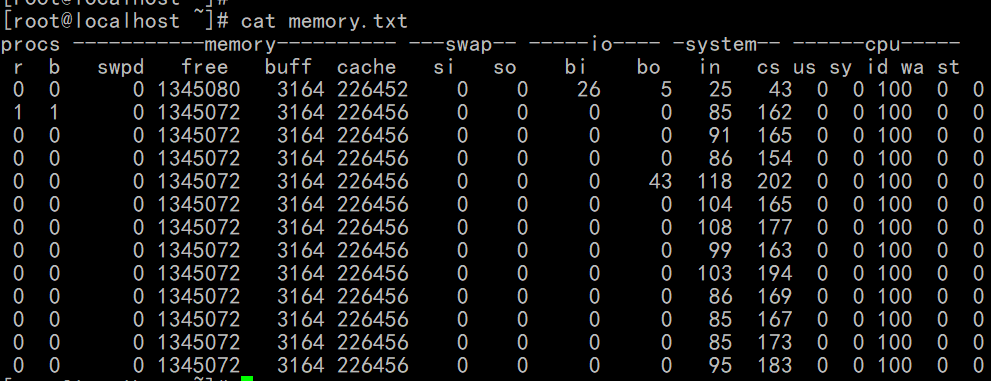 [root@localhost ~]#
[root@localhost ~]# cat memory.txt
procs -----------memory---------- ---swap-- -----io---- -system-- ------cpu-----
 r  b   swpd   free   buff  cache   si   so    bi    bo   in   cs us sy id wa st
 0  0      0 1345080   3164 226452    0    0    26     5   25   43  0  0 100  0  0
 1  1      0 1345072   3164 226456    0    0     0     0   85  162  0  0 100  0  0
 0  0      0 1345072   3164 226456    0    0     0     0   91  165  0  0 100  0  0
 0  0      0 1345072   3164 226456    0    0     0     0   86  154  0  0 100  0  0
 0  0      0 1345072   3164 226456    0    0     0    43  118  202  0  0 100  0  0
 0  0      0 1345072   3164 226456    0    0     0     0  104  165  0  0 100  0  0
 0  0      0 1345072   3164 226456    0    0     0     0  108  177  0  0 100  0  0
 0  0      0 1345072   3164 226456    0    0     0     0   99  163  0  0 100  0  0
 0  0      0 1345072   3164 226456    0    0     0     0  103  194  0  0 100  0  0
 0  0      0 1345072   3164 226456    0    0     0     0   86  169  0  0 100  0  0
 0  0      0 1345072   3164 226456    0    0     0     0   85  167  0  0 100  0  0
 0  0      0 1345072   3164 226456    0    0     0     0   85  173  0  0 100  0  0
 0  0      0 1345072   3164 226456    0    0     0     0   95  183  0  0 100  0  0
[root@localhost ~]#